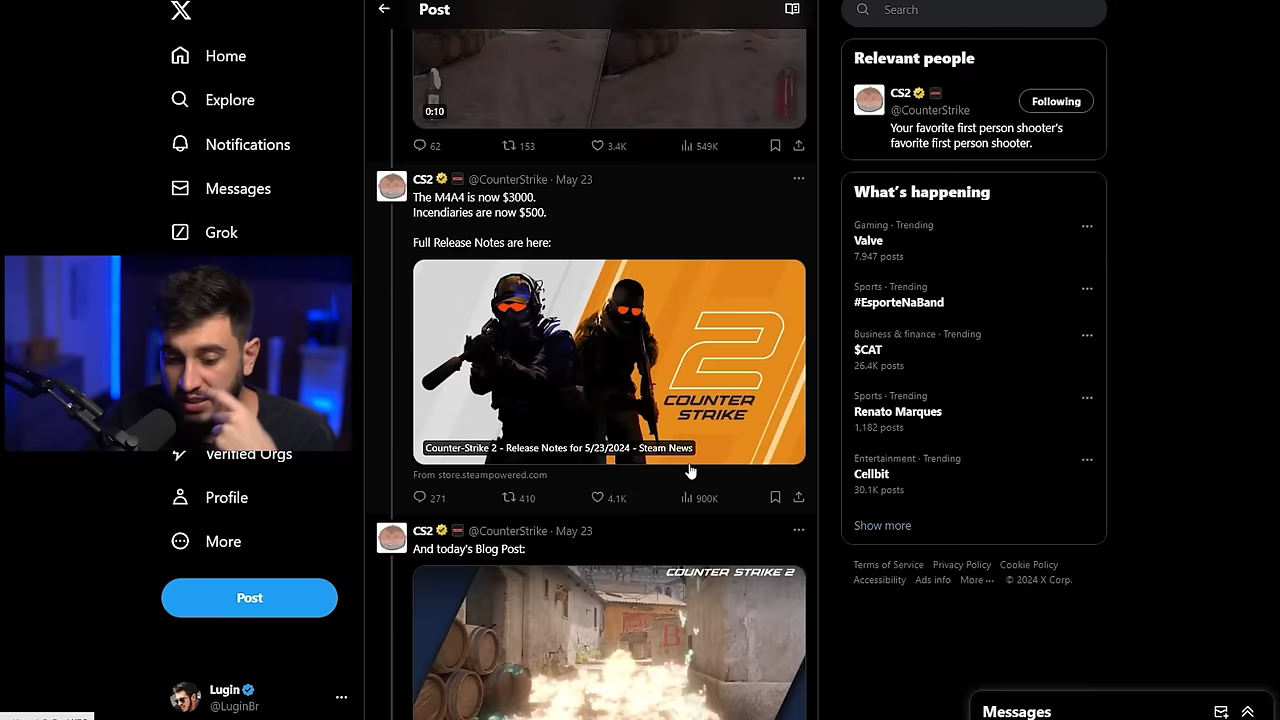 Home
Explore
Notifications
Messages
Grok
Verified Orgs
Profile
More
Post
Lugin
@LuginBr
Post
0:10
62 153 3.4K 549K
CS2 @CounterStrike · May 23
The M4A4 is now $3000.
Incendiaries are now $500.
Full Release Notes are here:
2
COUNTER
STRIKE
Counter-Strike 2 - Release Notes for 5/23/2024 - Steam News
From store.steampowered.com
271 410 4.1K 900K
CS2 @CounterStrike · May 23
And today's Blog Post:
COUNTER STRIKE 2
B
Search
Relevant people
CS2
@CounterStrike
Following
Your favorite first person shooter's
favorite first person shooter.
What's happening
Gaming · Trending
Valve
7,947 posts
Sports · Trending
#EsporteNaBand
Business & finance · Trending
$CAT
26.4K posts
Sports · Trending
Renato Marques
1,182 posts
Entertainment · Trending
Cellbit
30.1K posts
Show more
Terms of Service Privacy Policy Cookie Policy
Accessibility Ads info More ··· © 2024 X Corp.
Messages